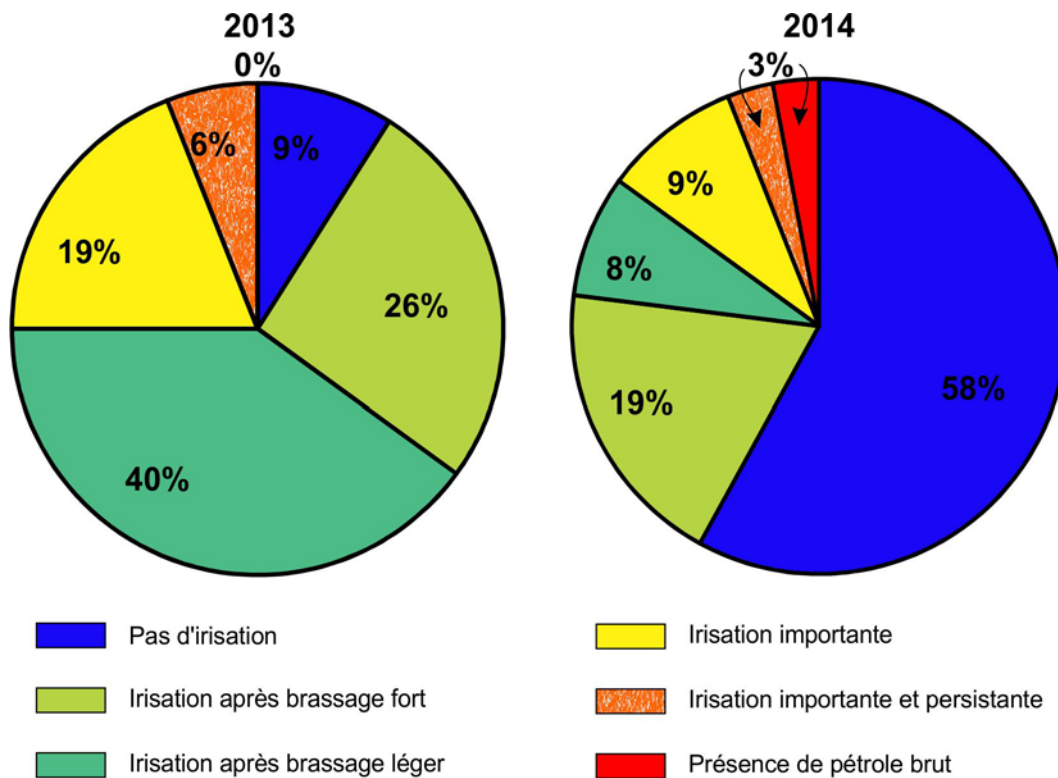 2013
0%
6%
9%
19%
26%
40%
2014
3%
9%
8%
19%
58%
Pas d'irisation
Irisation après brassage fort
Irisation après brassage léger
Irisation importante
Irisation importante et persistante
Présence de pétrole brut